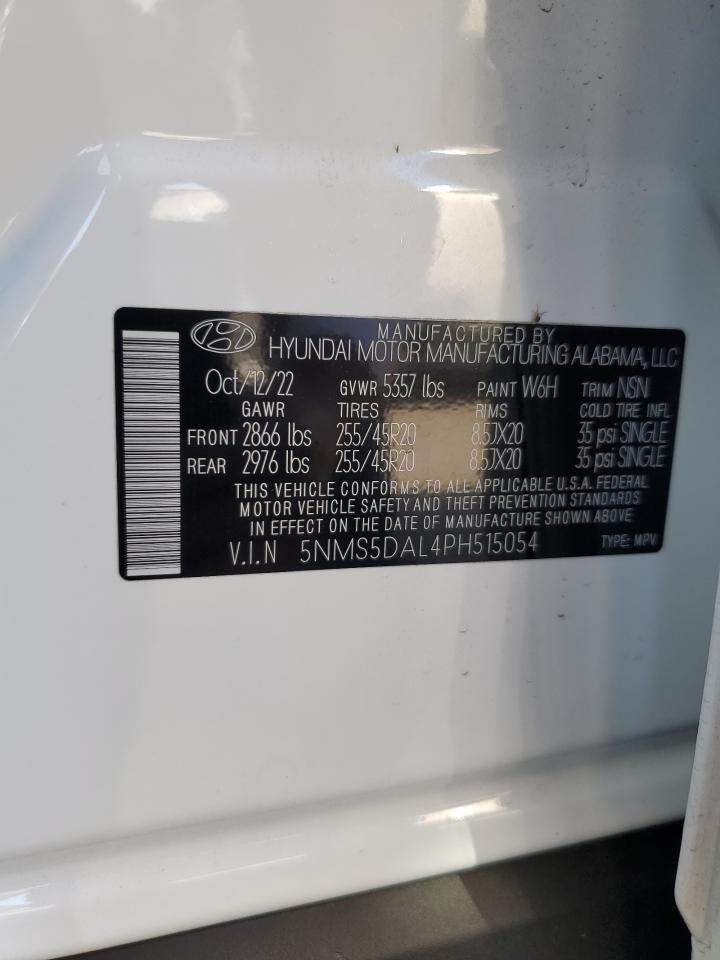 MANUFACTURED BY
HYUNDAI MOTOR MANUFACTURING ALABAMA, LLC
Oct/12/22 GVWR 5357 lbs PAINT W6H TRIM NSN
GAWR TIRES RIMS COLD TIRE INFL
FRONT 2866 lbs 255/45R20 8.5JX20 35 psi SINGLE
REAR 2976 lbs 255/45R20 8.5JX20 35 psi SINGLE
THIS VEHICLE CONFORMS TO ALL APPLICABLE U.S.A. FEDERAL
MOTOR VEHICLE SAFETY AND THEFT PREVENTION STANDARDS
IN EFFECT ON THE DATE OF MANUFACTURE SHOWN ABOVE
V.I.N 5NMS5DAL4PH515054 TYPE: MPV